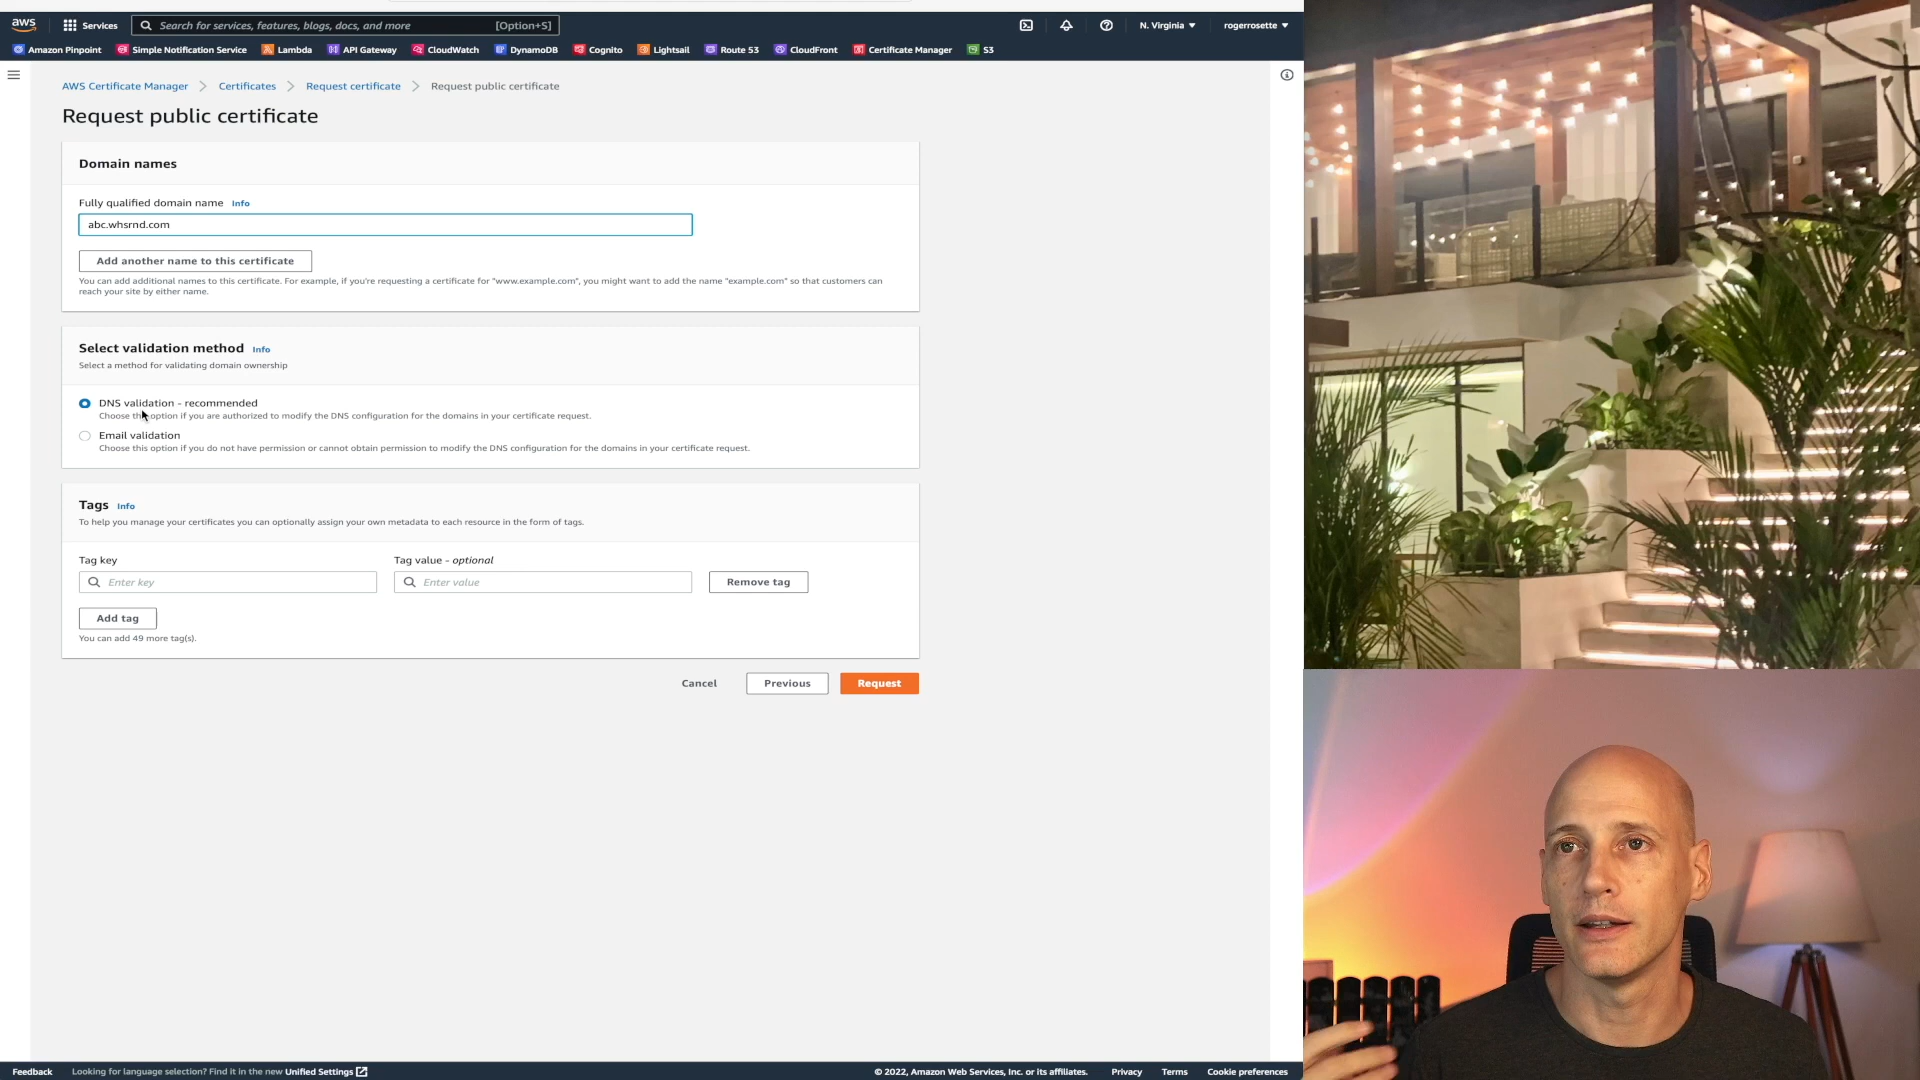 aws
Services
Search for services, features, blogs, docs, and more
[Option+S]
N. Virginia
rogerrosette
Amazon Pinpoint
Simple Notification Service
Lambda
API Gateway
CloudWatch
DynamoDB
Cognito
Lightsail
Route 53
CloudFront
Certificate Manager
S3
AWS Certificate Manager
Certificates
Request certificate
Request public certificate
Request public certificate
Domain names
Fully qualified domain name Info
abc.whsrnd.com
Add another name to this certificate
You can add additional names to this certificate. For example, if you're requesting a certificate for "www.example.com", you might want to add the name "example.com" so that customers can
reach your site by either name.
Select validation method Info
Select a method for validating domain ownership
DNS validation - recommended
Choose this option if you are authorized to modify the DNS configuration for the domains in your certificate request.
Email validation
Choose this option if you do not have permission or cannot obtain permission to modify the DNS configuration for the domains in your certificate request.
Tags Info
To help you manage your certificates you can optionally assign your own metadata to each resource in the form of tags.
Tag key
Tag value - optional
Enter key
Enter value
Remove tag
Add tag
You can add 49 more tag(s).
Cancel
Previous
Request
Feedback
Looking for language selection? Find it in the new Unified Settings
© 2022, Amazon Web Services, Inc. or its affiliates.
Privacy
Terms
Cookie preferences